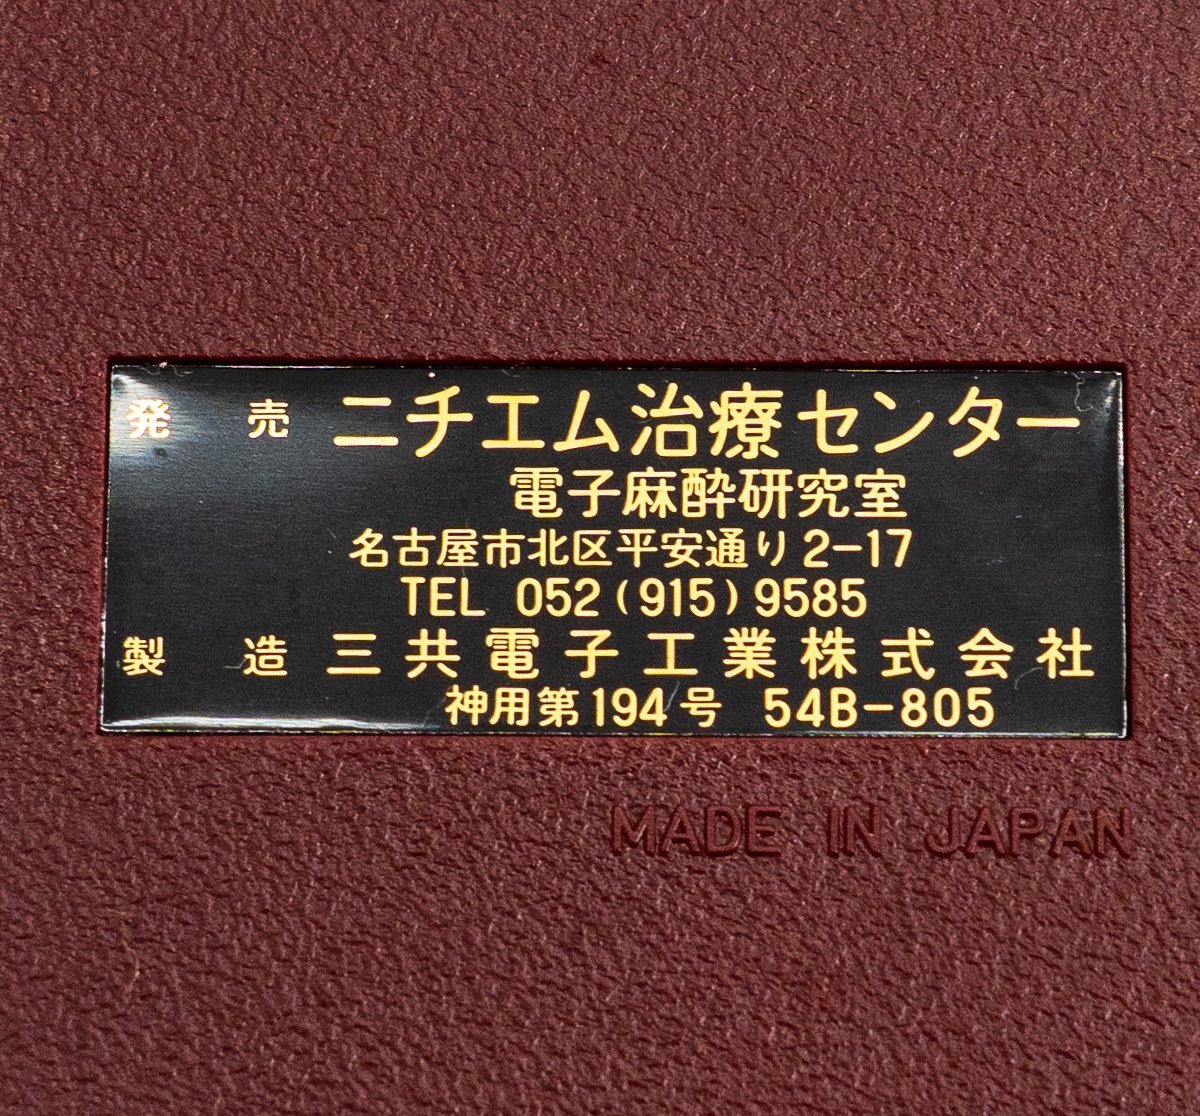 発売 ニチエム治療センター
電子麻酔研究室
名古屋市北区平安通り2-17
TEL 052(915)9585
製造 三共電子工業株式会社
神用第194号 54B-805
MADE IN JAPAN